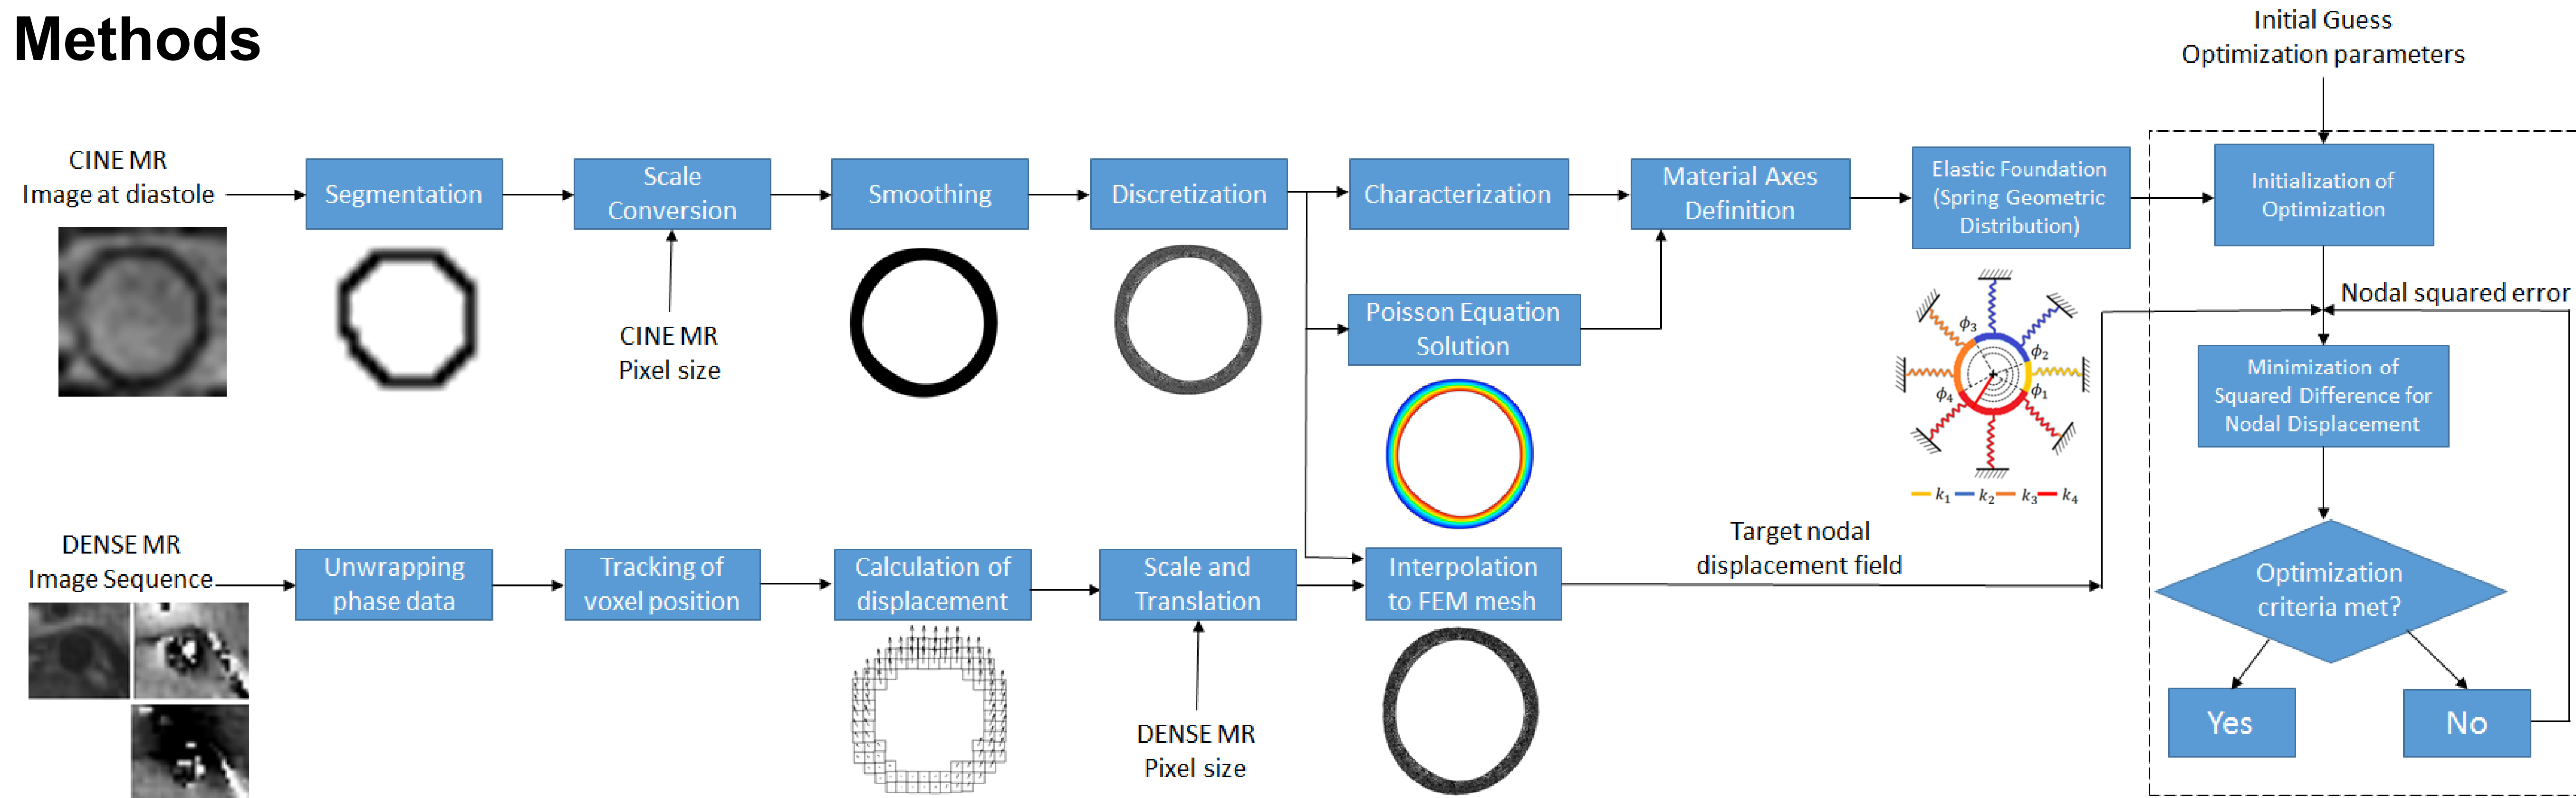 Methods
Initial Guess
Optimization parameters
CINE MR
Image at diastole
Segmentation
Scale
Conversion
Smoothing
Discretization
Characterization
Material Axes
Definition
Elastic Foundation
(Spring Geometric
Distribution)
Initialization of
Optimization
CINE MR
Pixel size
Poisson Equation
Solution
ϕ3
ϕ2
ϕ1
ϕ4
k1 k2 k3 k4
Nodal squared error
Minimization of
Squared Difference for
Nodal Displacement
DENSE MR
Image Sequence
Unwrapping
phase data
Tracking of
voxel position
Calculation of
displacement
Scale and
Translation
Interpolation
to FEM mesh
Target nodal
displacement field
Optimization
criteria met?
DENSE MR
Pixel size
Yes
No